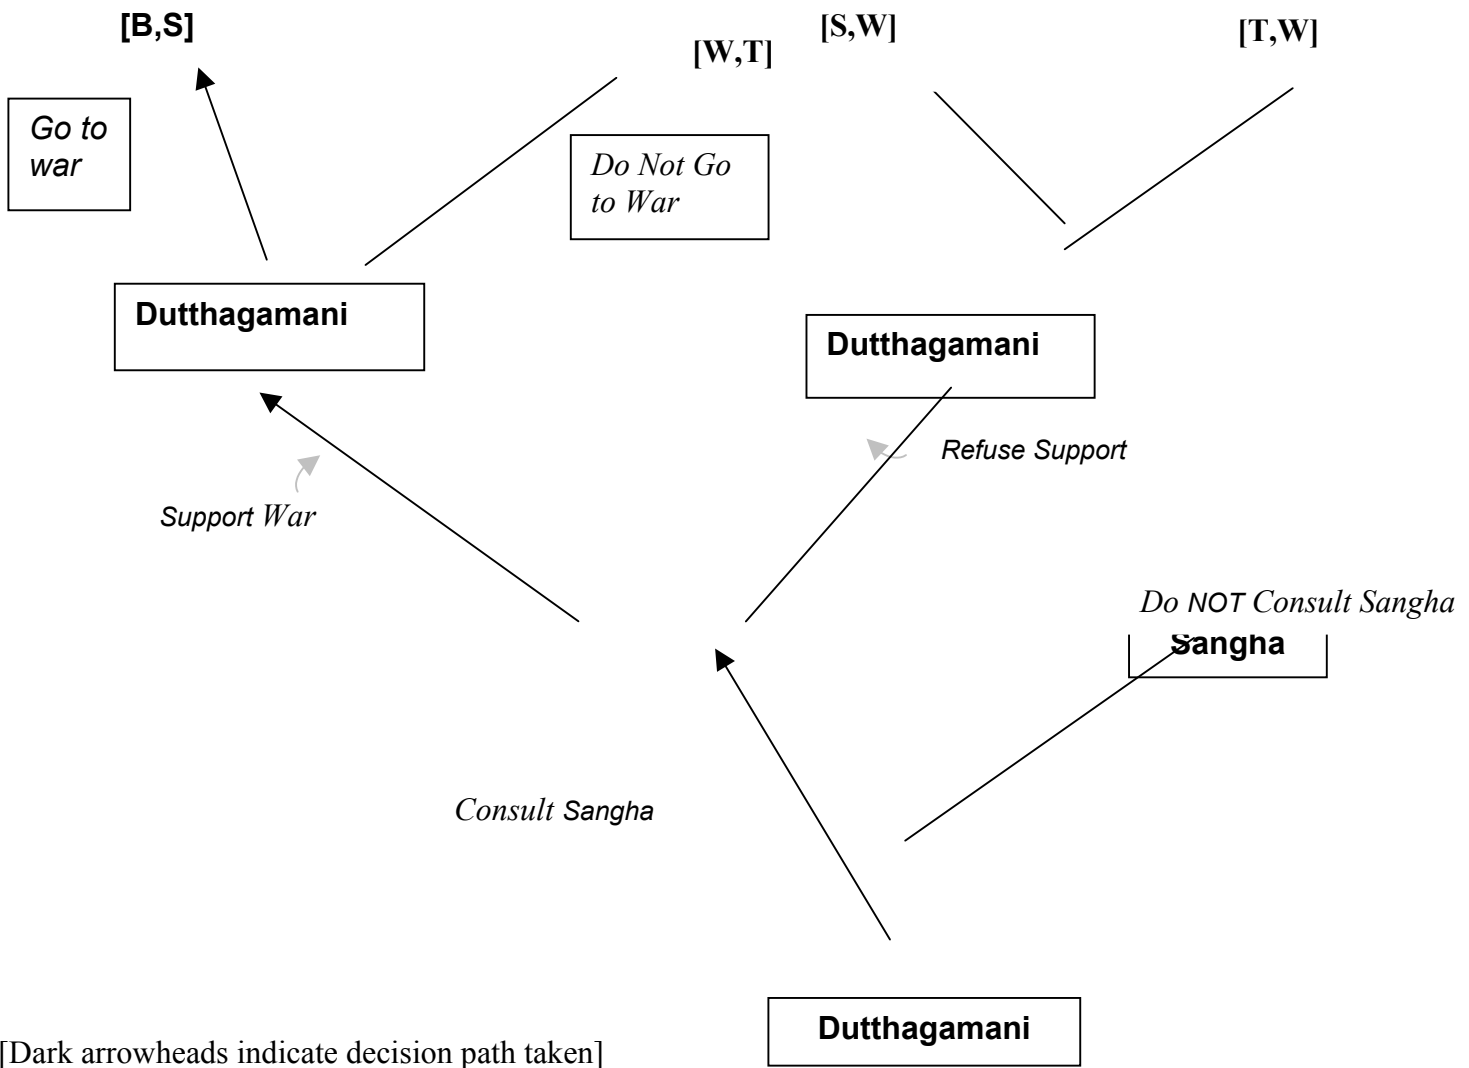 [B,S]
[W,T]
[S,W]
[T,W]
Go to
war
Do Not Go
to War
Dutthagamani
Dutthagamani
Refuse Support
Support War
Do NOT Consult Sangha
Sangha
Consult Sangha
Dutthagamani
[Dark arrowheads indicate decision path taken]